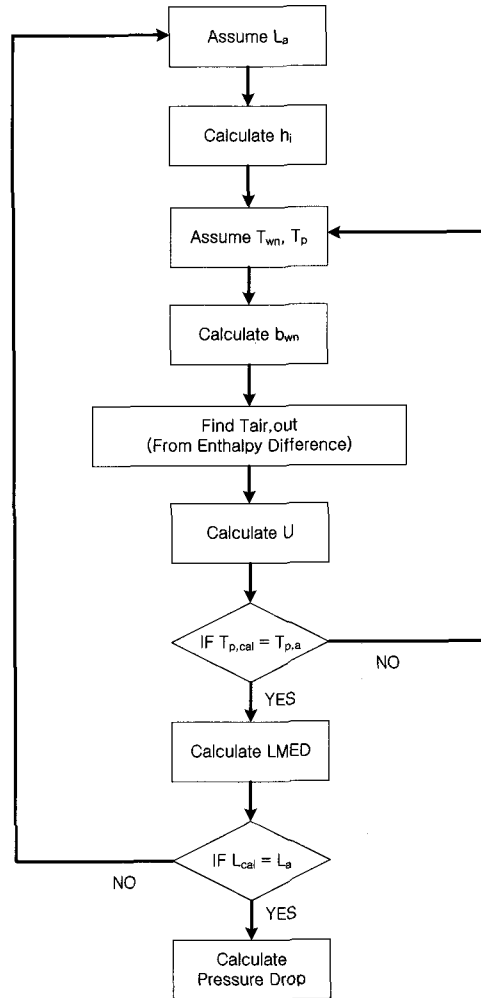 Assume La
Calculate hi
Assume Twn, Tp
Calculate bwn
Find Tair,out
(From Enthalpy Difference)
Calculate U
IF Tp,cal = Tp,a
NO
YES
Calculate LMED
IF Lcal = La
NO
YES
Calculate
Pressure Drop